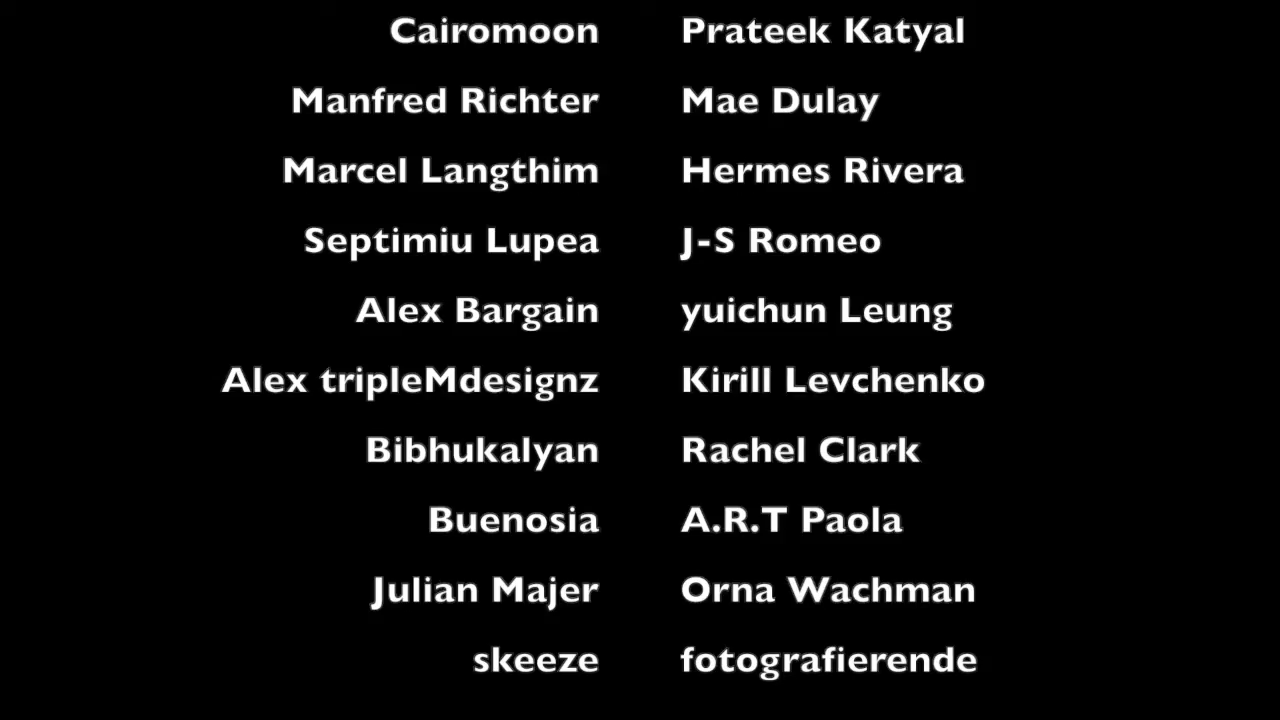 Cairomoon Prateek Katyal
Manfred Richter Mae Dulay
Marcel Langthim Hermes Rivera
Septimiu Lupea J-S Romeo
Alex Bargain yuichun Leung
Alex tripleMdesignz Kirill Levchenko
Bibhukalyan Rachel Clark
Buenosia A.R.T Paola
Julian Majer Orna Wachman
skeeze fotografierende